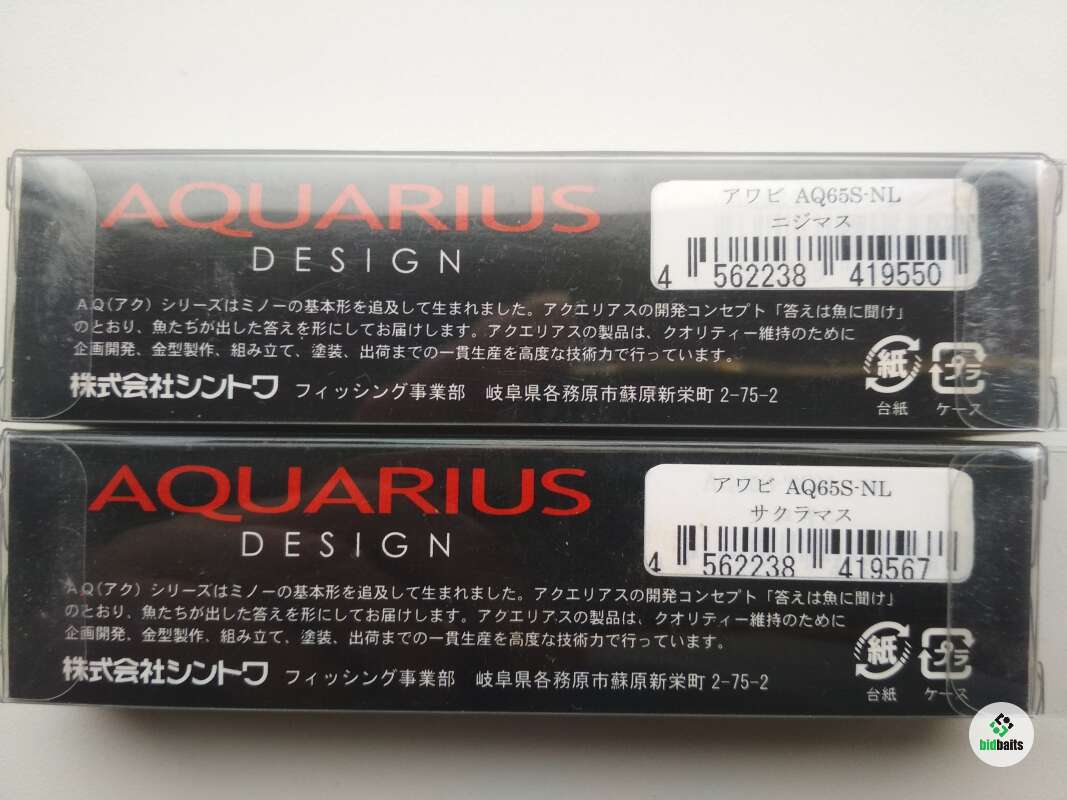 AQUARIUS
DESIGN
アワビ AQ65S-NL
ニジマス
4 562238 419550
AQ(アク) シリーズはミノーの基本形を追及して生まれました。アクエリアスの開発コンセプト「答えは魚に聞け」
のとおり、魚たちが出した答えを形にしてお届けします。アクエリアスの製品は、クオリティー維持のために
企画開発、金型製作、組み立て、塗装、出荷までの一貫生産を高度な技術力で行っています。
株式会社シントワ フィッシング事業部 岐阜県各務原市蘇原新栄町 2-75-2
紙 プラ
台紙 ケース
AQUARIUS
DESIGN
アワビ AQ65S-NL
サクラマス
4 562238 419567
AQ(アク) シリーズはミノーの基本形を追及して生まれました。アクエリアスの開発コンセプト「答えは魚に聞け」
のとおり、魚たちが出した答えを形にしてお届けします。アクエリアスの製品は、クオリティー維持のために
企画開発、金型製作、組み立て、塗装、出荷までの一貫生産を高度な技術力で行っています。
株式会社シントワ フィッシング事業部 岐阜県各務原市蘇原新栄町 2-75-2
紙 プラ
台紙 ケース
bidbaits